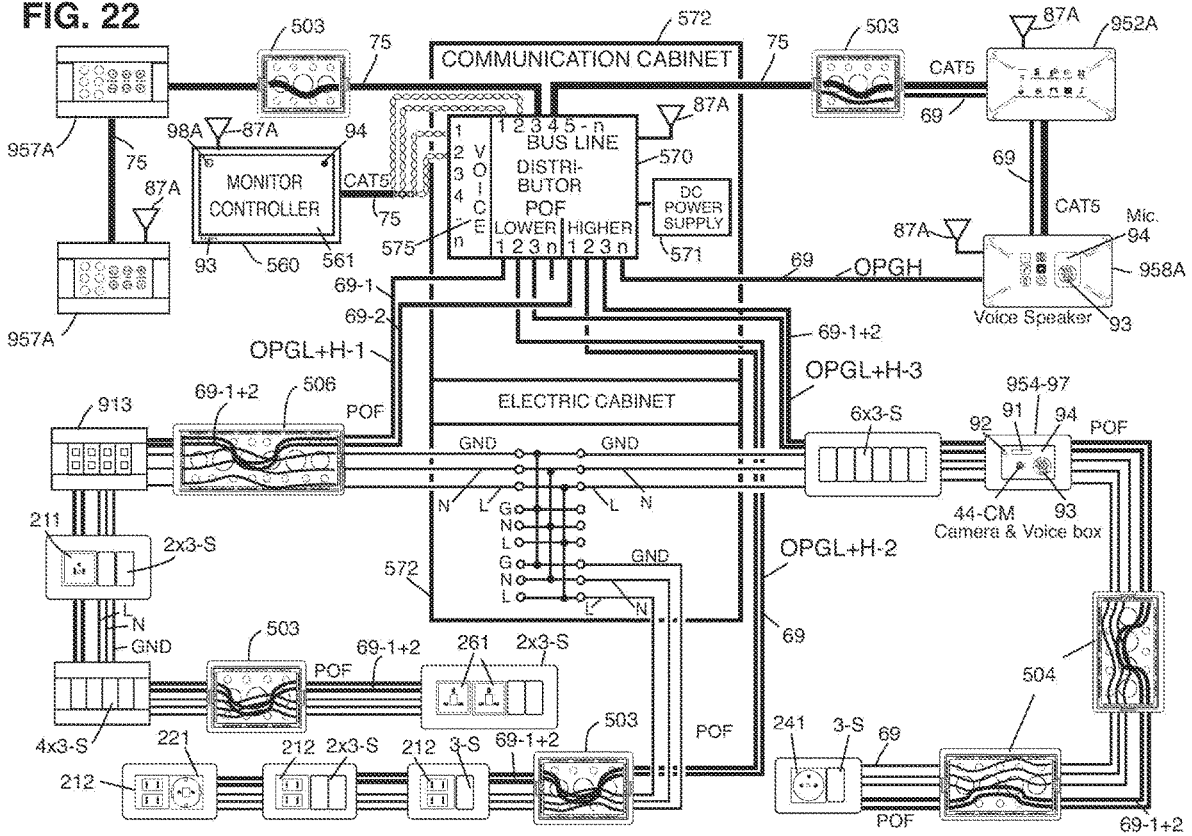 FIG. 22
503
572
503
87A
952A
75
75
COMMUNICATION CABINET
CAT5
69
957A
98A
87A
94
1 2 3 4 5 - n
BUS LINE
87A
570
75
MONITOR
CONTROLLER
CAT5
75
1
2
3
4
..
n
VOICE
DISTRI-
BUTOR
POF
LOWER
HIGHER
1 2 3 n
1 2 3 n
DC
POWER
SUPPLY
571
69
CAT5
87A
575
93
560
561
87A
Mic.
94
958A
957A
69-1
69
OPGH
Voice Speaker
93
69-2
OPGL+H-1
69-1+2
OPGL+H-3
913
69-1+2
506
POF
ELECTRIC CABINET
6x3-S
954-97
92
91
94
POF
GND
GND
N
L
L
N
44-CM
93
Camera & Voice box
G
N
L
211
2x3-S
OPGL+H-2
G
N
L
GND
572
L
N
L
N
GND
69
503
POF
69-1+2
261
2x3-S
504
4x3-S
221
212
212
2x3-S
212
3-S
69-1+2
503
POF
241
3-S
69
POF
69-1+2